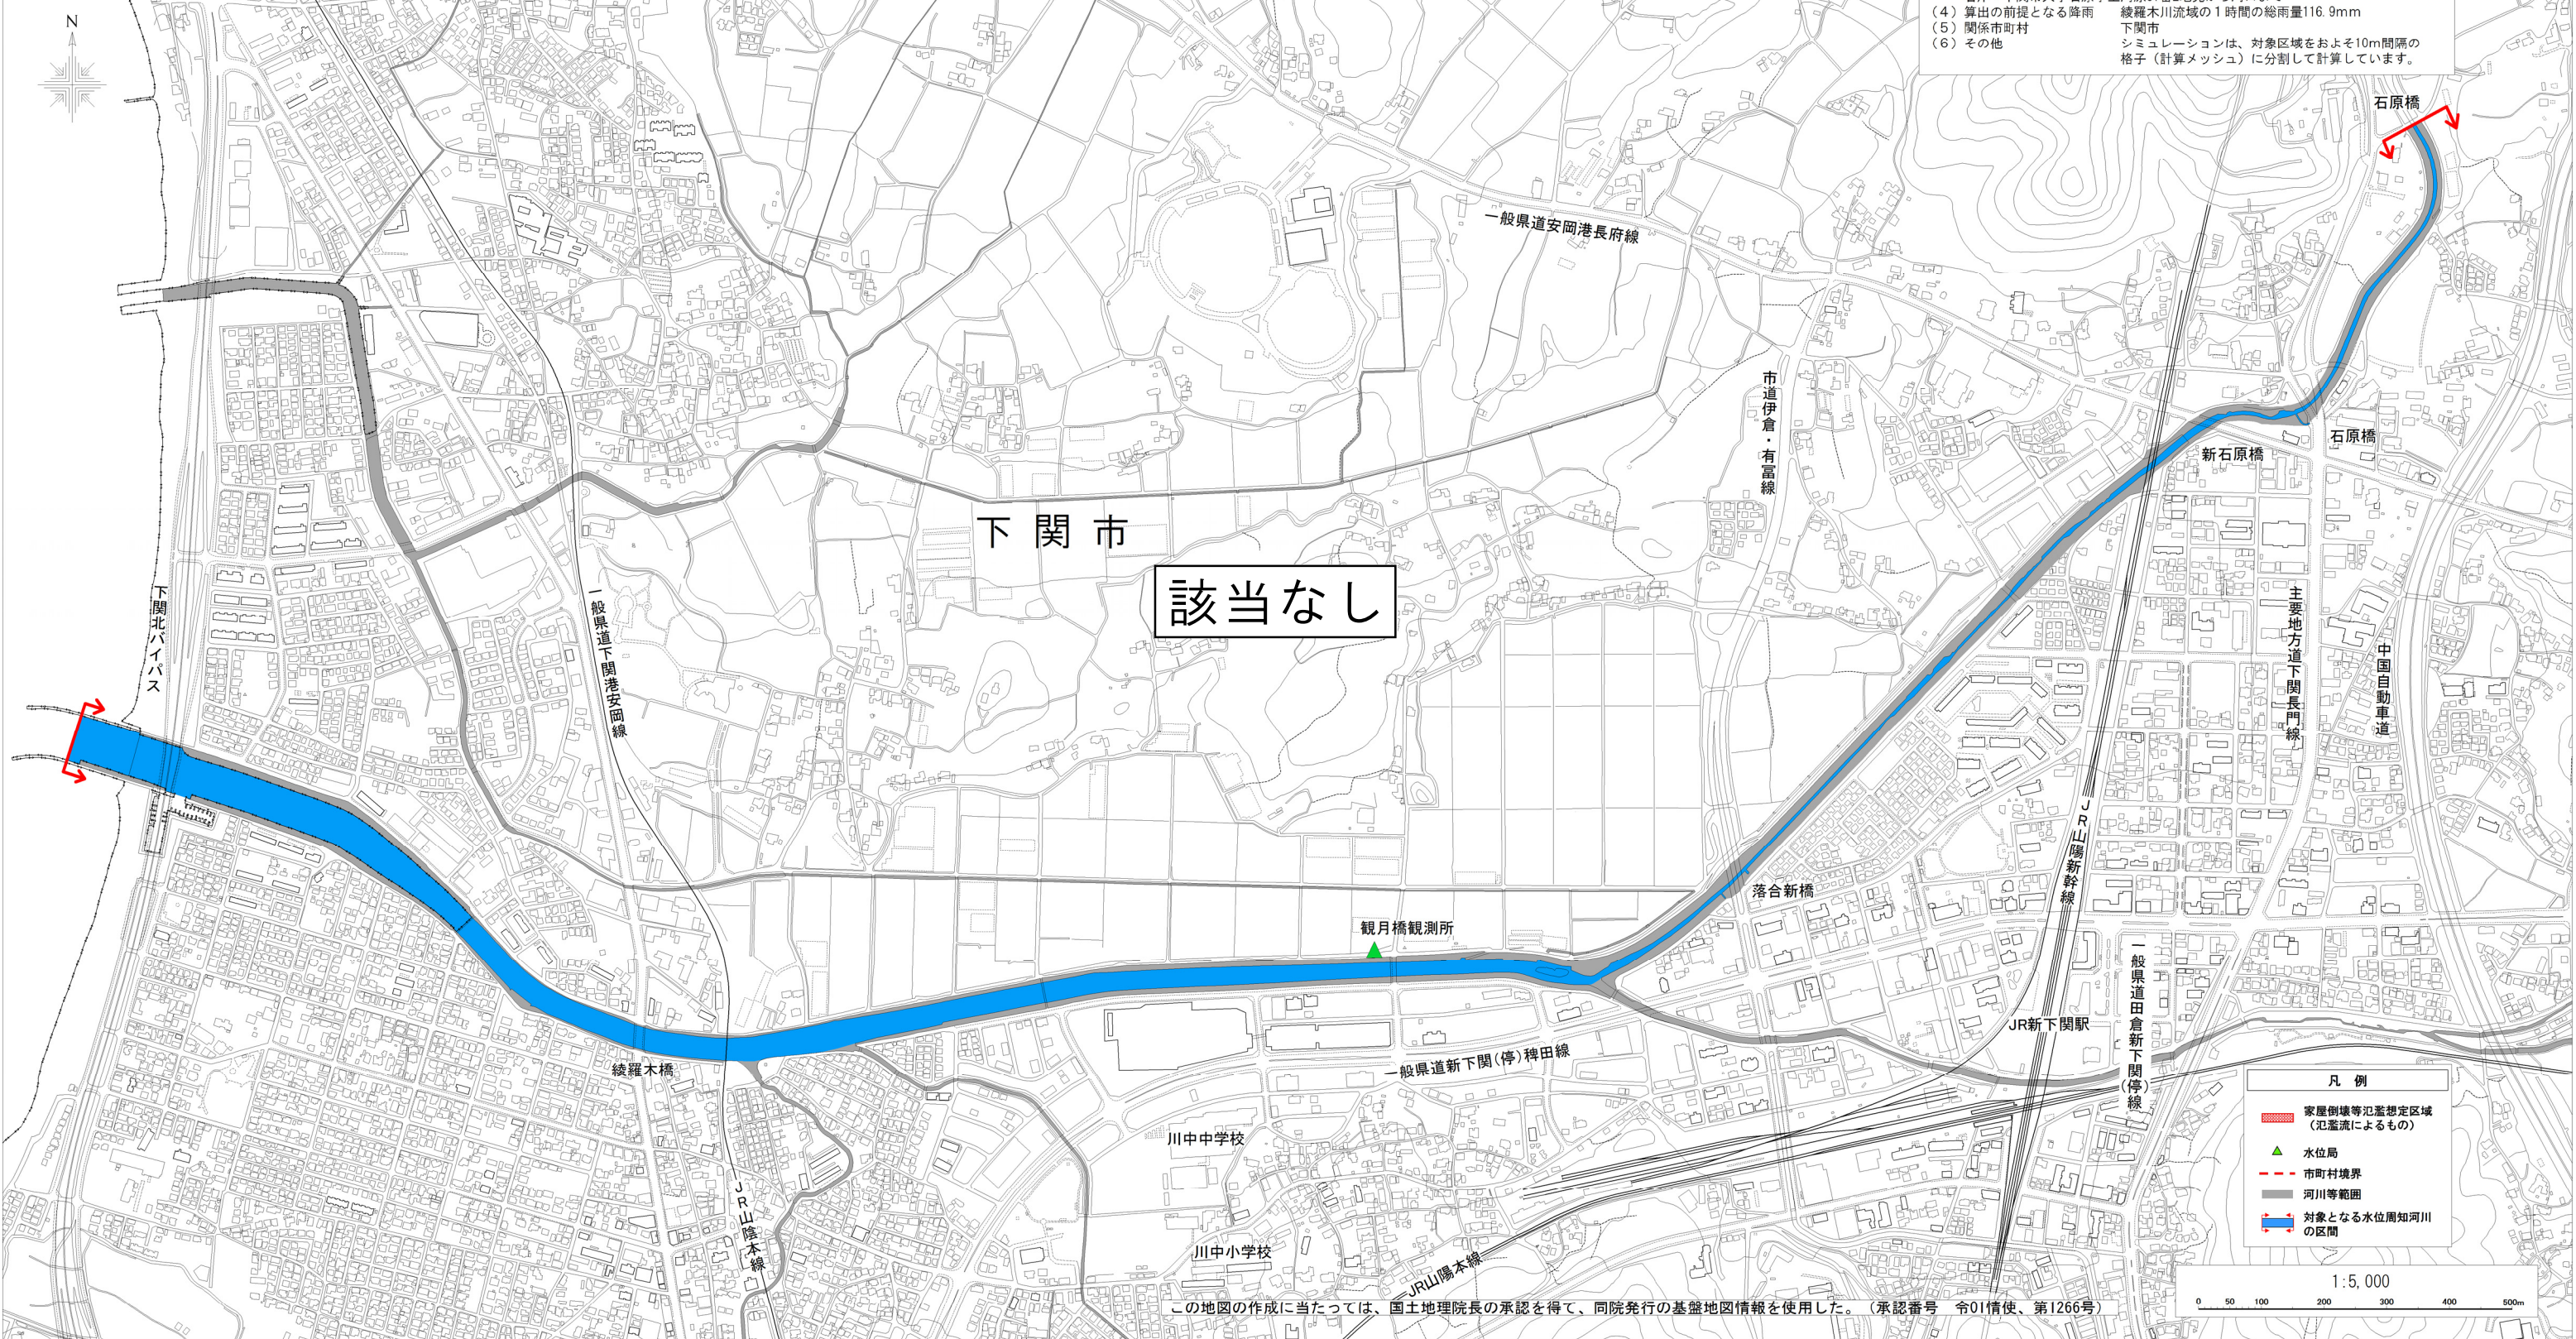 N
(4) 算出の前提となる降雨 綾羅木川流域の1時間の総雨量116.9mm
(5) 関係市町村 下関市
(6) その他 シミュレーションは、対象区域をおよそ10m間隔の
格子（計算メッシュ）に分割して計算しています。
石原橋
一般県道安岡港長府線
市道伊倉・有冨線
石原橋
新石原橋
下関市
該当なし
下関北バイパス
一般県道下関港安岡線
主要地方道下関長門線
中国自動車道
JR山陽新幹線
落合新橋
観月橋観測所
一般県道田倉新下関(停)線
JR新下関駅
一般県道新下関(停)稗田線
綾羅木橋
川中中学校
JR山陰本線
川中小学校
JR山陽本線
凡 例
家屋倒壊等氾濫想定区域
（氾濫流によるもの）
水位局
市町村境界
河川等範囲
対象となる水位周知河川
の区間
1:5,000
0 50 100 200 300 400 500m
この地図の作成に当たっては、国土地理院長の承認を得て、同院発行の基盤地図情報を使用した。（承認番号 令01情使、第1266号）